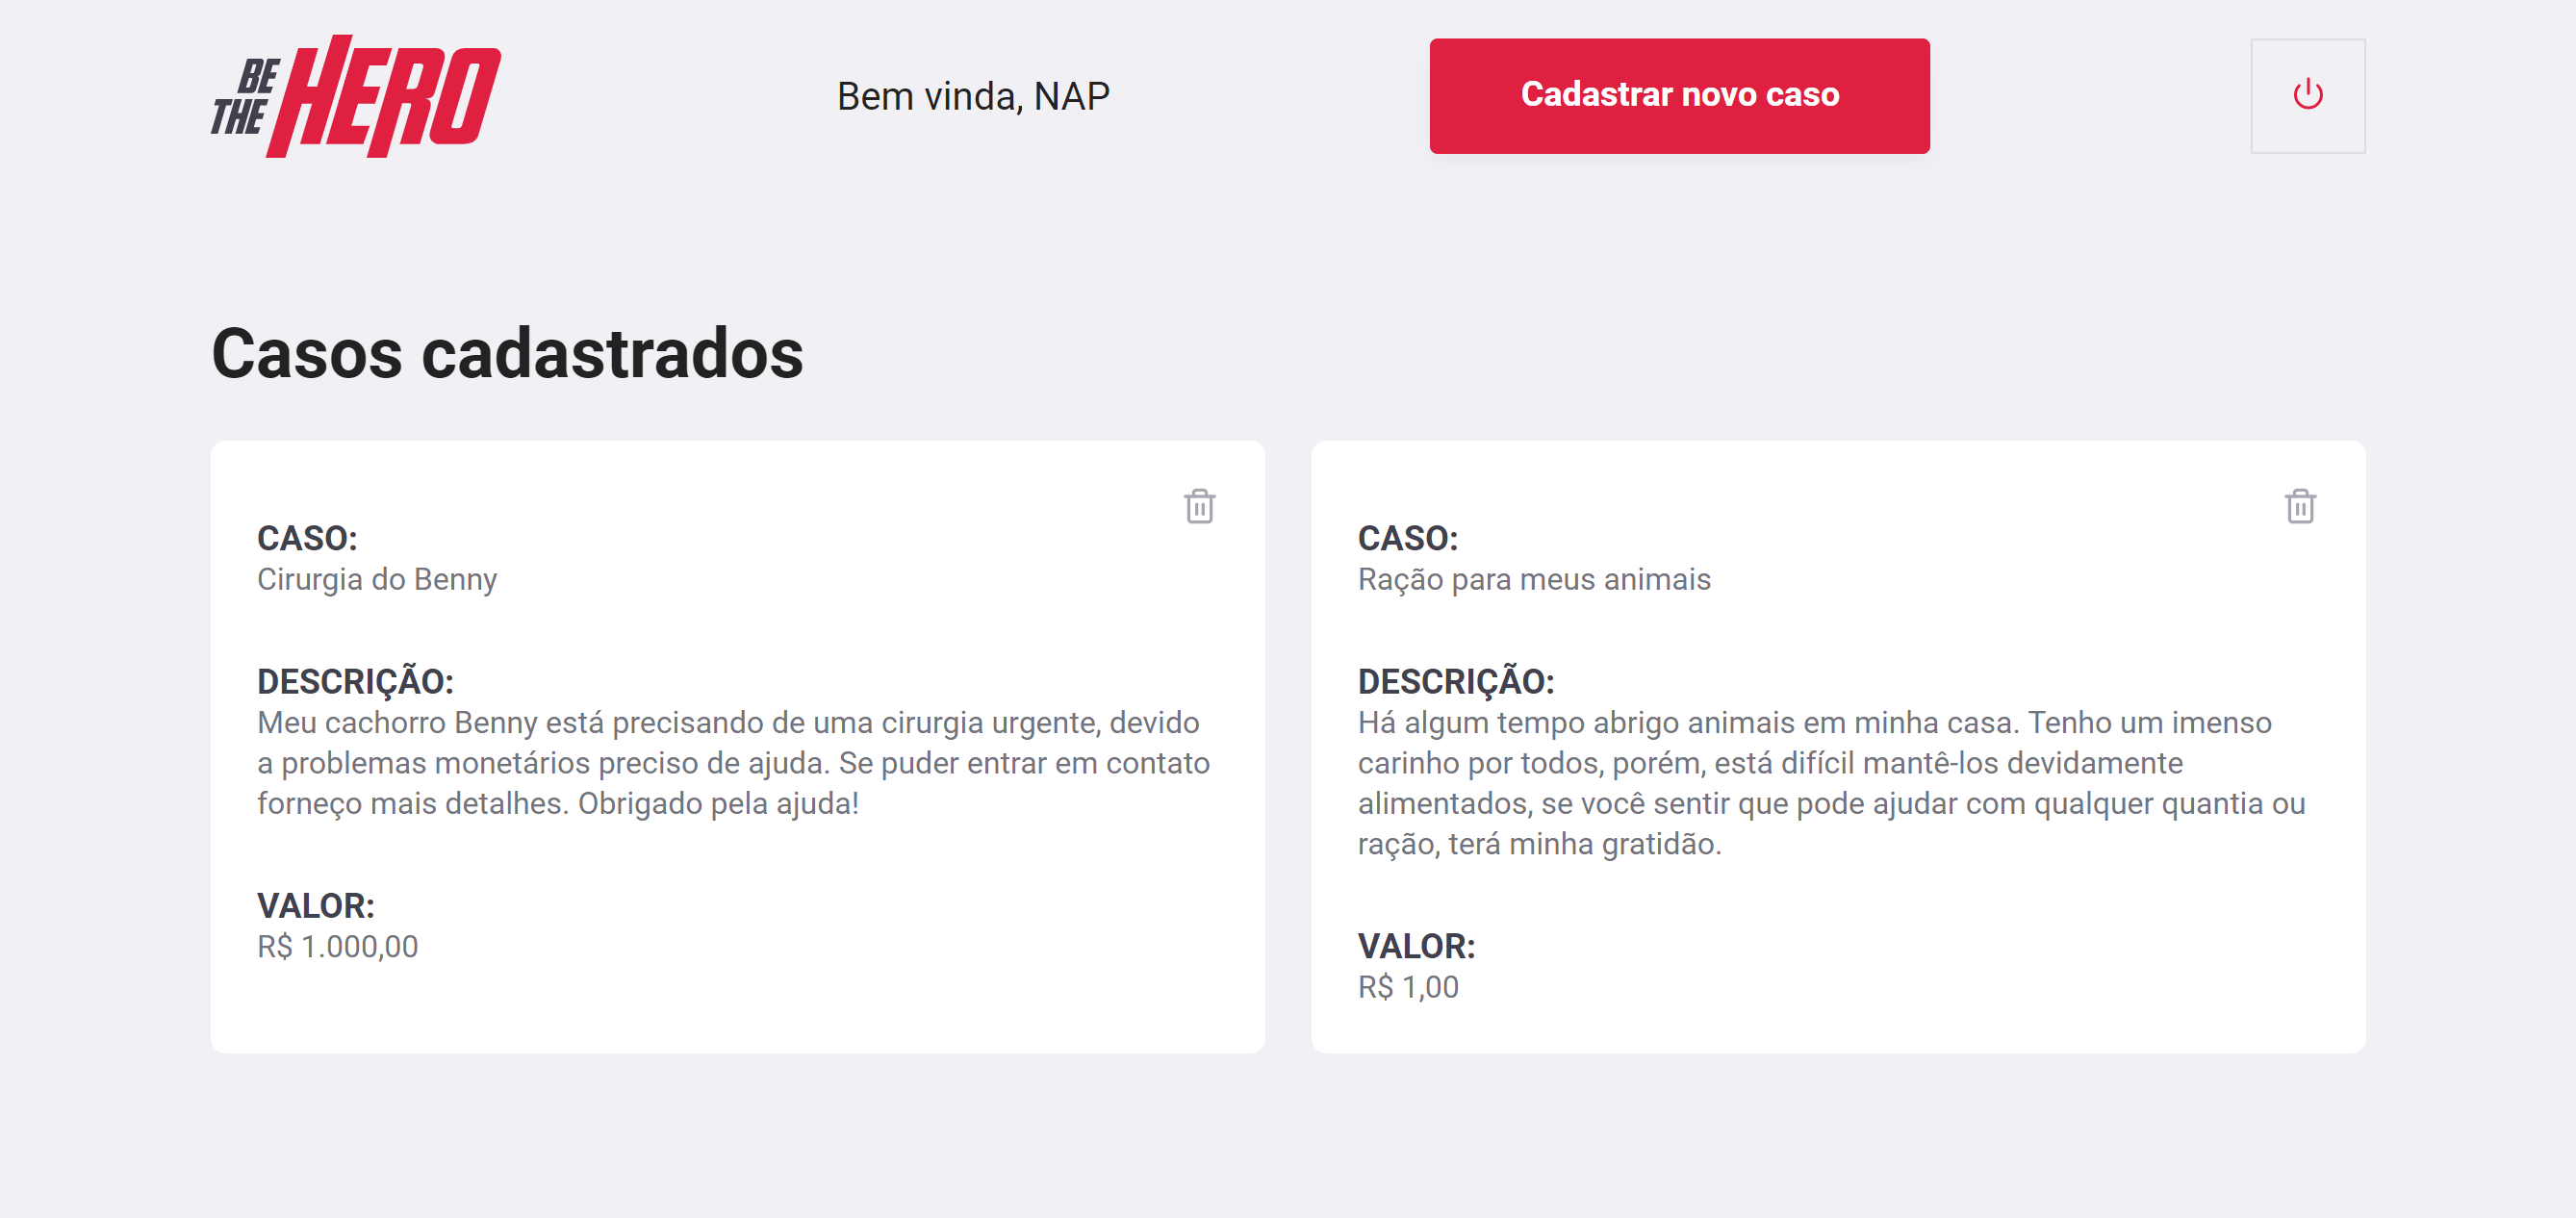 BE
THE
HERO
Bem vinda, NAP
Cadastrar novo caso
Casos cadastrados
CASO:
Cirurgia do Benny
DESCRIÇÃO:
Meu cachorro Benny está precisando de uma cirurgia urgente, devido
a problemas monetários preciso de ajuda. Se puder entrar em contato
forneço mais detalhes. Obrigado pela ajuda!
VALOR:
R$ 1.000,00
CASO:
Ração para meus animais
DESCRIÇÃO:
Há algum tempo abrigo animais em minha casa. Tenho um imenso
carinho por todos, porém, está difícil mantê-los devidamente
alimentados, se você sentir que pode ajudar com qualquer quantia ou
ração, terá minha gratidão.
VALOR:
R$ 1,00